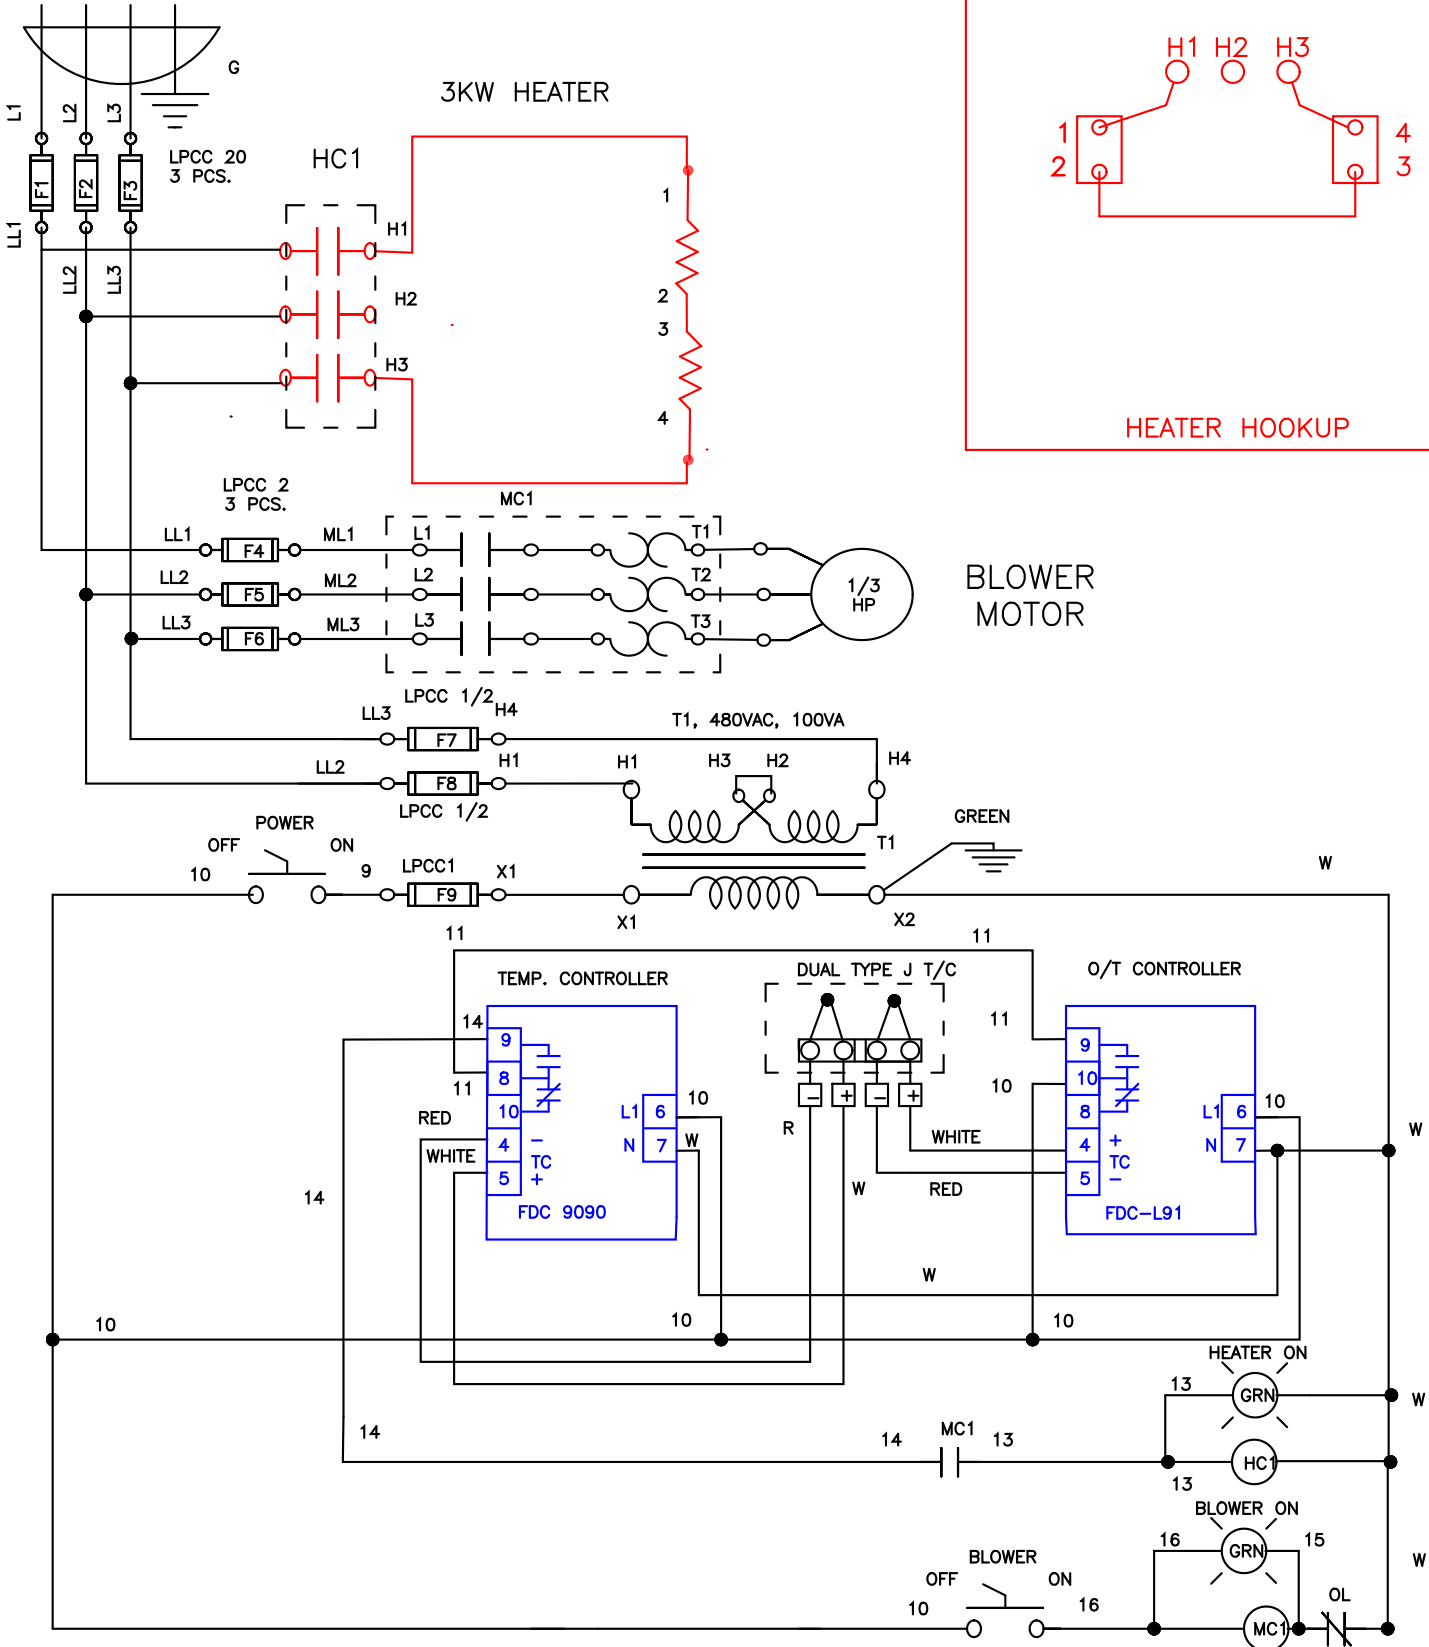 G
L1
L2
L3
F1
F2
F3
LPCC 20
3 PCS.
LL1
LL2
LL3
3KW HEATER
HC1
H1
H2
H3
1
2
3
4
H1 H2 H3
1
2
4
3
HEATER HOOKUP
LPCC 2
3 PCS.
MC1
LL1
F4
ML1
L1
T1
LL2
F5
ML2
L2
T2
LL3
F6
ML3
L3
T3
1/3
HP
BLOWER
MOTOR
LPCC 1/2
LL3
F7
H4
T1, 480VAC, 100VA
LL2
F8
H1
LPCC 1/2
H1
H3
H2
H4
T1
GREEN
POWER
OFF
ON
10
9
LPCC1
F9
X1
X1
X2
W
11
11
TEMP. CONTROLLER
DUAL TYPE J T/C
O/T CONTROLLER
14
9
8
11
10
RED
4
−
WHITE
TC
5
+
L1
6
10
N
7
W
FDC 9090
−
+
−
+
R
W
WHITE
RED
11
9
10
10
8
4
+
TC
5
−
L1
6
10
N
7
FDC−L91
W
14
W
10
10
10
HEATER ON
13
GRN
W
14
14
MC1
13
13
HC1
BLOWER ON
16
GRN
15
W
BLOWER
OFF
ON
10
16
MC1
OL